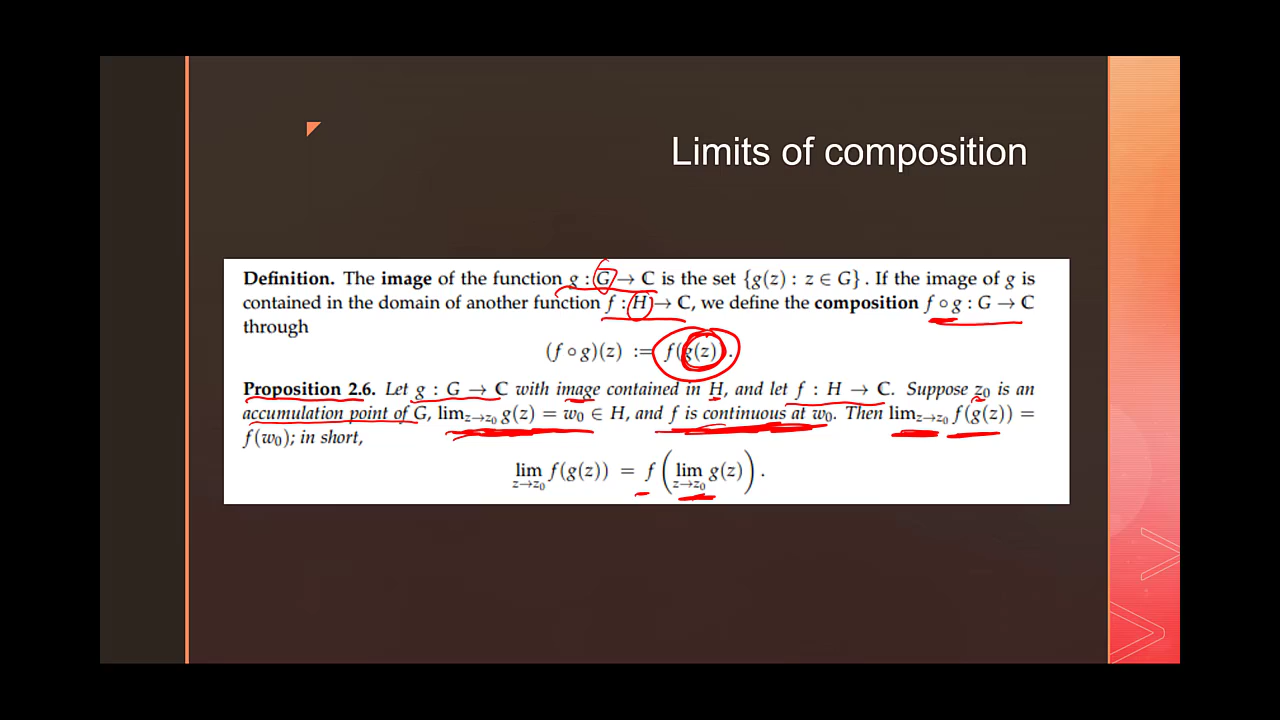 Limits of composition
Definition. The image of the function g : G → C is the set {g(z) : z ∈ G}. If the image of g is
contained in the domain of another function f : H → C, we define the composition f ∘ g : G → C
through
(f ∘ g)(z) := f(g(z)).
Proposition 2.6. Let g : G → C with image contained in H, and let f : H → C. Suppose z₀ is an
accumulation point of G, lim_{z→z₀} g(z) = w₀ ∈ H, and f is continuous at w₀. Then lim_{z→z₀} f(g(z)) =
f(w₀); in short,
lim_{z→z₀} f(g(z)) = f(lim_{z→z₀} g(z)).